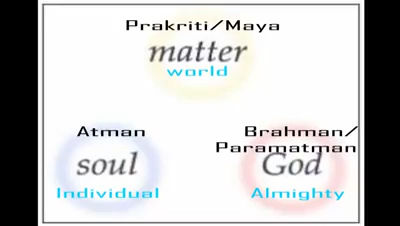 Prakriti/Maya
matter
world
Atman
soul
Individual
Brahman/
Paramatman
God
Almighty